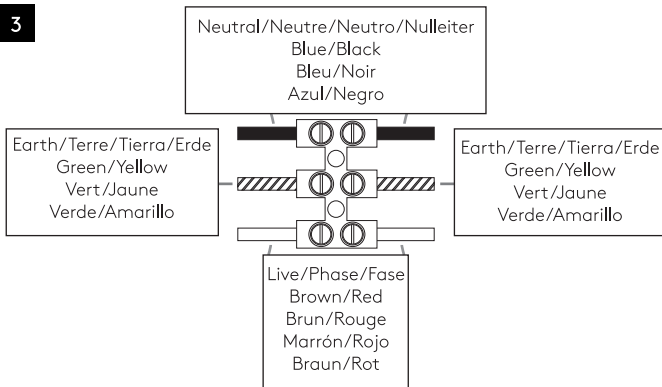 3
Neutral/Neutre/Neutro/Nulleiter
Blue/Black
Bleu/Noir
Azul/Negro
Earth/Terre/Tierra/Erde
Green/Yellow
Vert/Jaune
Verde/Amarillo
Earth/Terre/Tierra/Erde
Green/Yellow
Vert/Jaune
Verde/Amarillo
Live/Phase/Fase
Brown/Red
Brun/Rouge
Marrón/Rojo
Braun/Rot